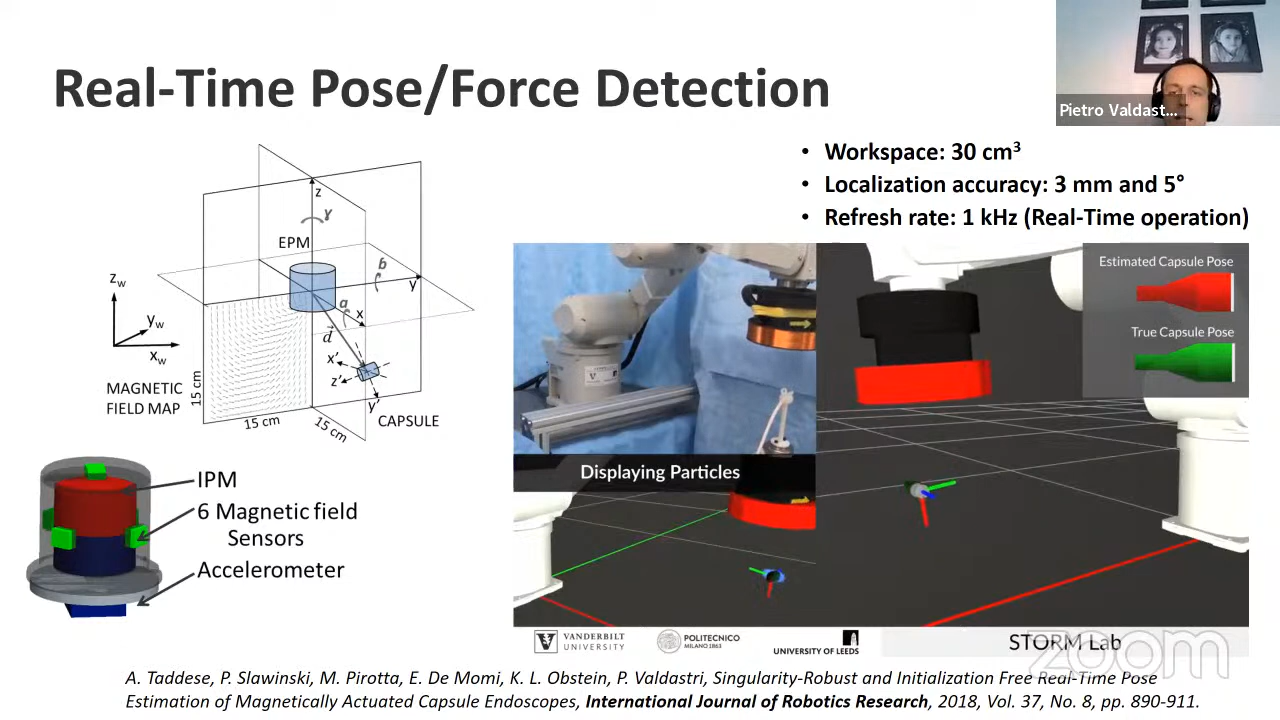 Real-Time Pose/Force Detection
Pietro Valdast...
• Workspace: 30 cm³
• Localization accuracy: 3 mm and 5°
• Refresh rate: 1 kHz (Real-Time operation)
z
γ
EPM
b
y
a
x
d
z_w
y_w
x_w
x'
z'
y'
MAGNETIC
FIELD MAP
15 cm
15 cm
15 cm
CAPSULE
IPM
6 Magnetic field
Sensors
Accelerometer
Estimated Capsule Pose
True Capsule Pose
Displaying Particles
VANDERBILT
UNIVERSITY
POLITECNICO
MILANO 1863
UNIVERSITY OF LEEDS
STORM Lab
zoom
A. Taddese, P. Slawinski, M. Pirotta, E. De Momi, K. L. Obstein, P. Valdastri, Singularity-Robust and Initialization Free Real-Time Pose
Estimation of Magnetically Actuated Capsule Endoscopes, International Journal of Robotics Research, 2018, Vol. 37, No. 8, pp. 890-911.